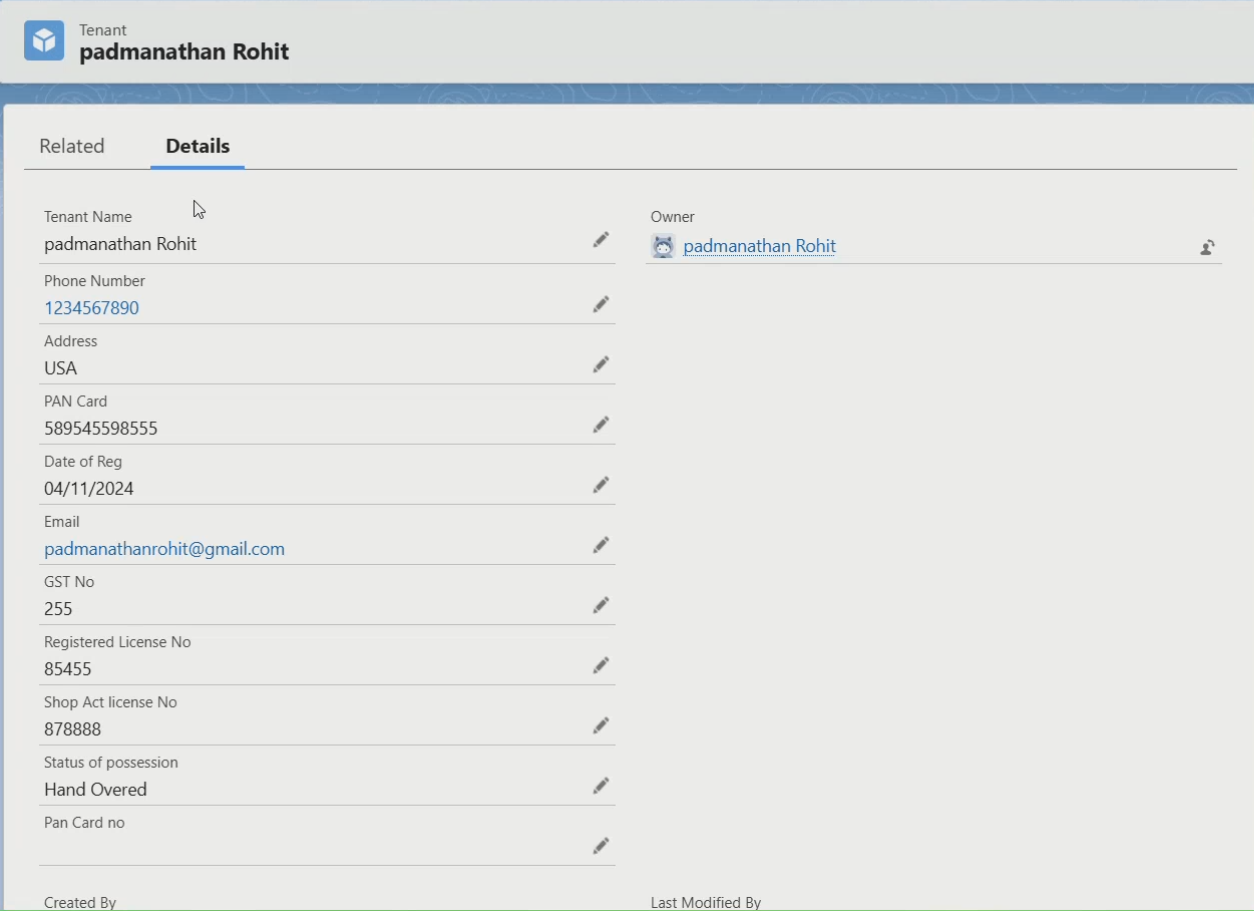 Tenant
padmanathan Rohit
Related
Details
Tenant Name
padmanathan Rohit
Owner
padmanathan Rohit
Phone Number
1234567890
Address
USA
PAN Card
589545598555
Date of Reg
04/11/2024
Email
padmanathanrohit@gmail.com
GST No
255
Registered License No
85455
Shop Act license No
878888
Status of possession
Hand Overed
Pan Card no
Created By
Last Modified By